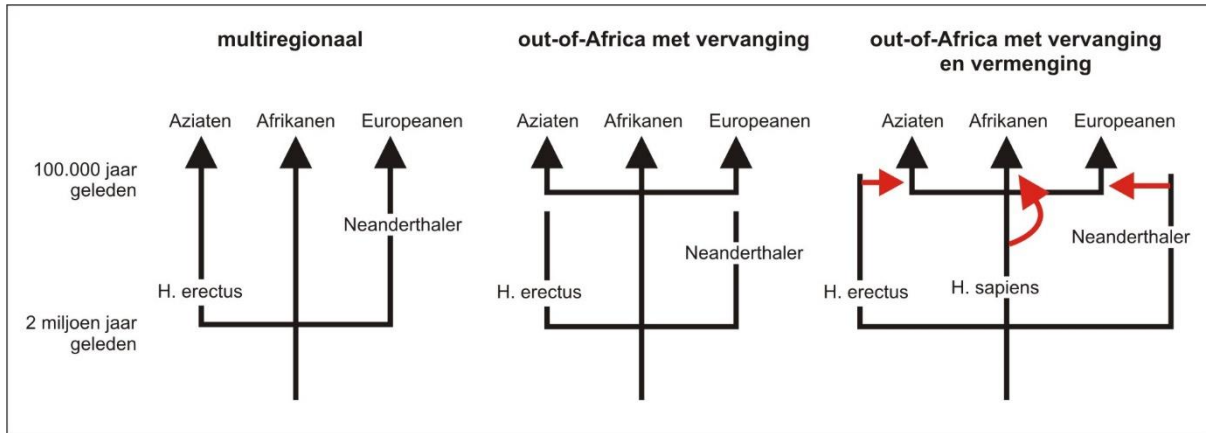 multiregionaal
out-of-Africa met vervanging
out-of-Africa met vervanging
en vermenging
Aziaten Afrikanen Europeanen
Aziaten Afrikanen Europeanen
Aziaten Afrikanen Europeanen
100.000 jaar
geleden
Neanderthaler
Neanderthaler
Neanderthaler
H. erectus
H. erectus
H. erectus
H. sapiens
2 miljoen jaar
geleden